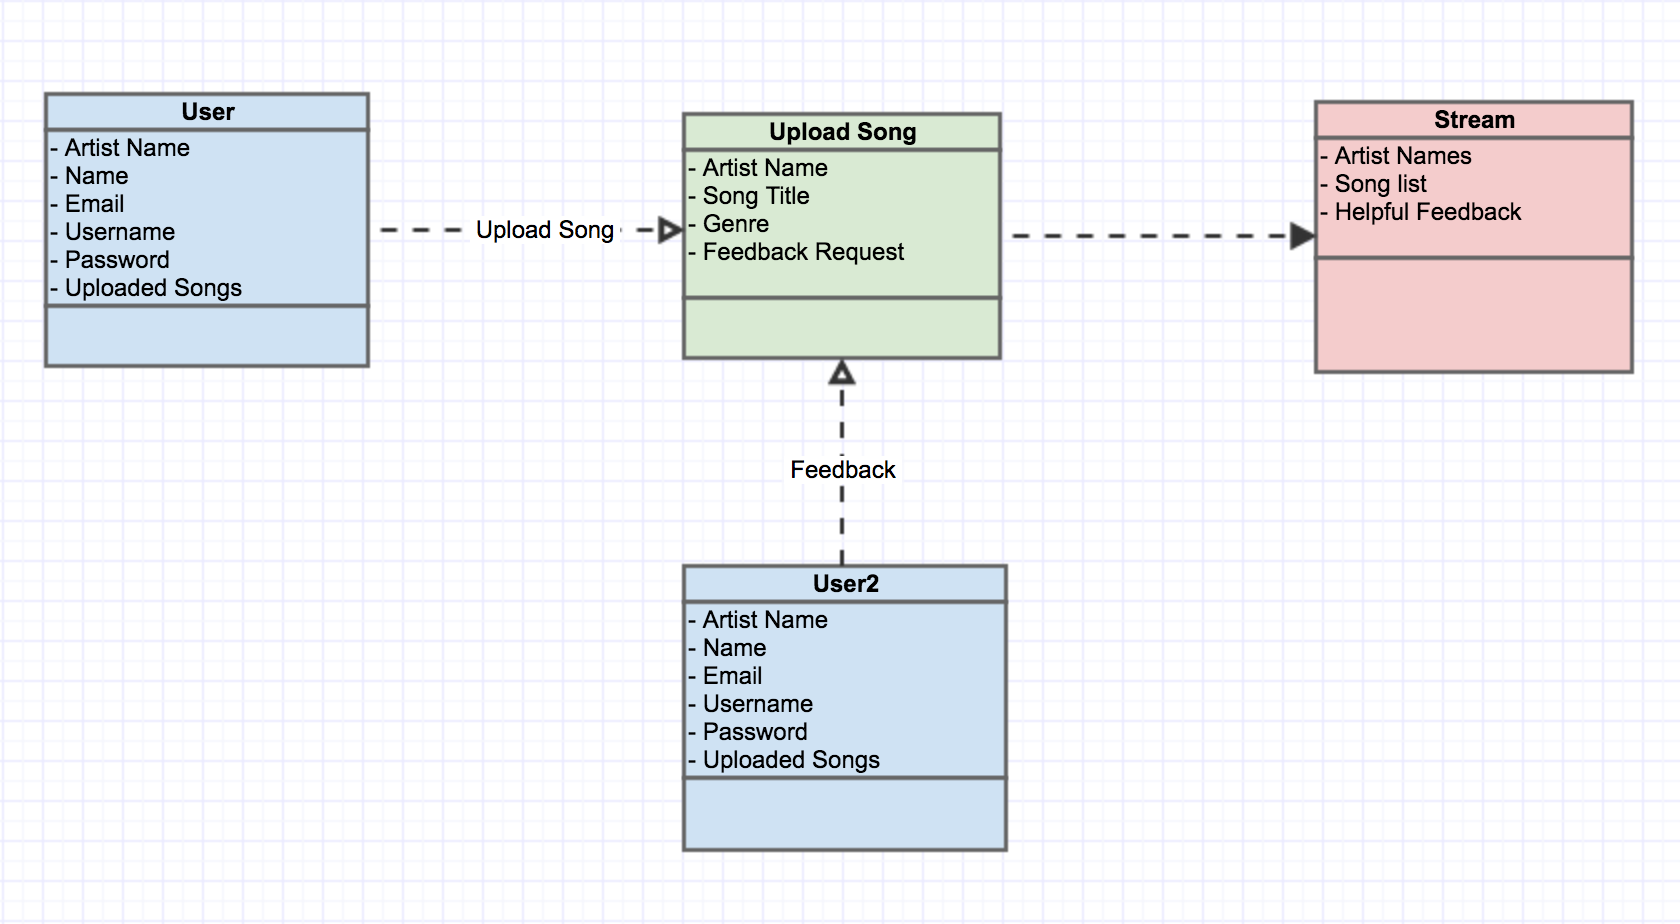 User
- Artist Name
- Name
- Email
- Username
- Password
- Uploaded Songs
Upload Song
Upload Song
- Artist Name
- Song Title
- Genre
- Feedback Request
Stream
- Artist Names
- Song list
- Helpful Feedback
Feedback
User2
- Artist Name
- Name
- Email
- Username
- Password
- Uploaded Songs